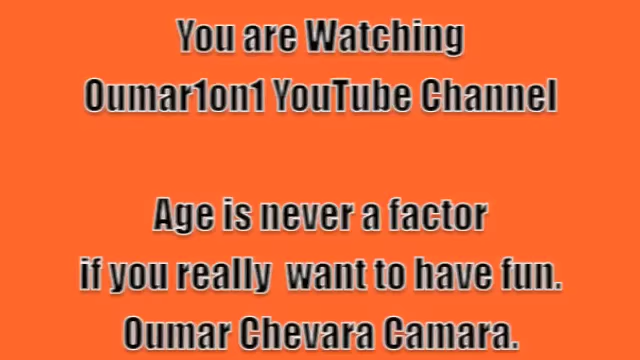 You are Watching
Oumar1on1 YouTube Channel
Age is never a factor
if you really  want to have fun.
Oumar Chevara Camara.